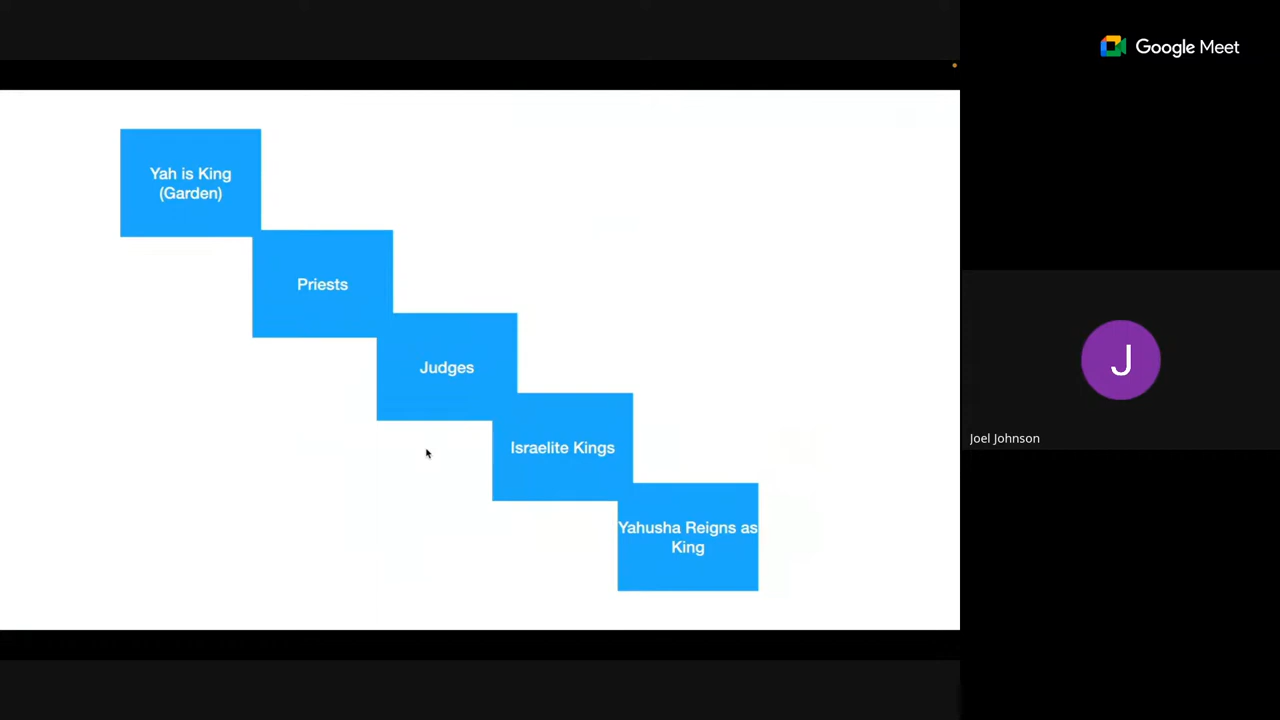 Google Meet
Yah is King
(Garden)
Priests
Judges
Israelite Kings
Yahusha Reigns as
King
J
Joel Johnson